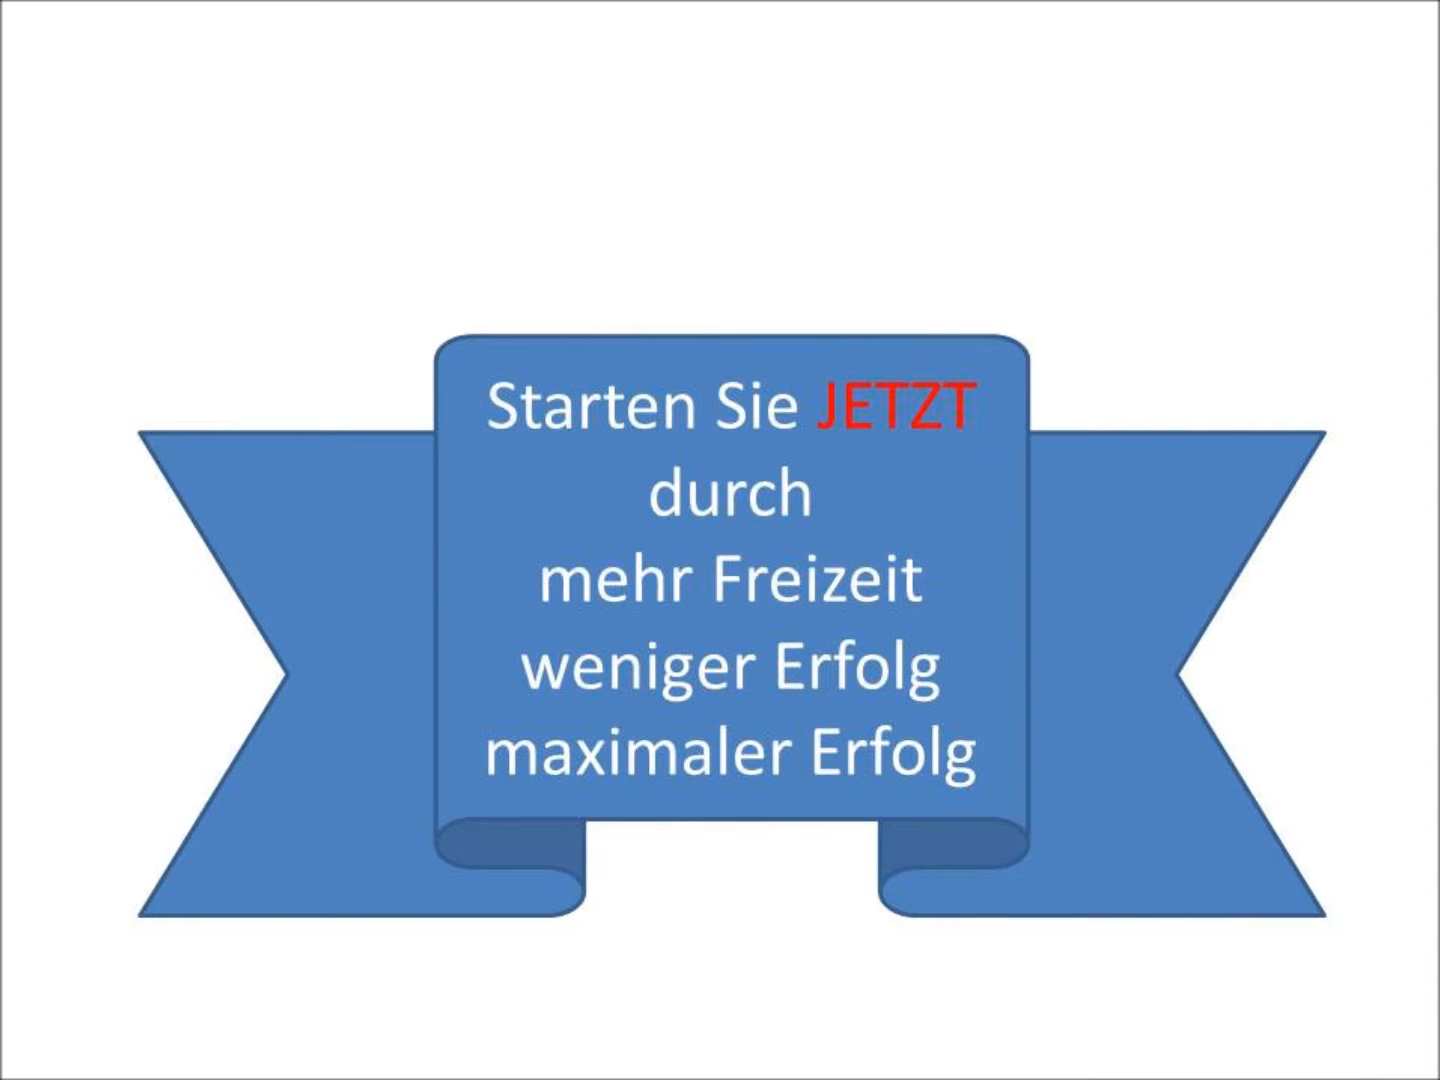 Starten Sie JETZT
durch
mehr Freizeit
weniger Erfolg
maximaler Erfolg